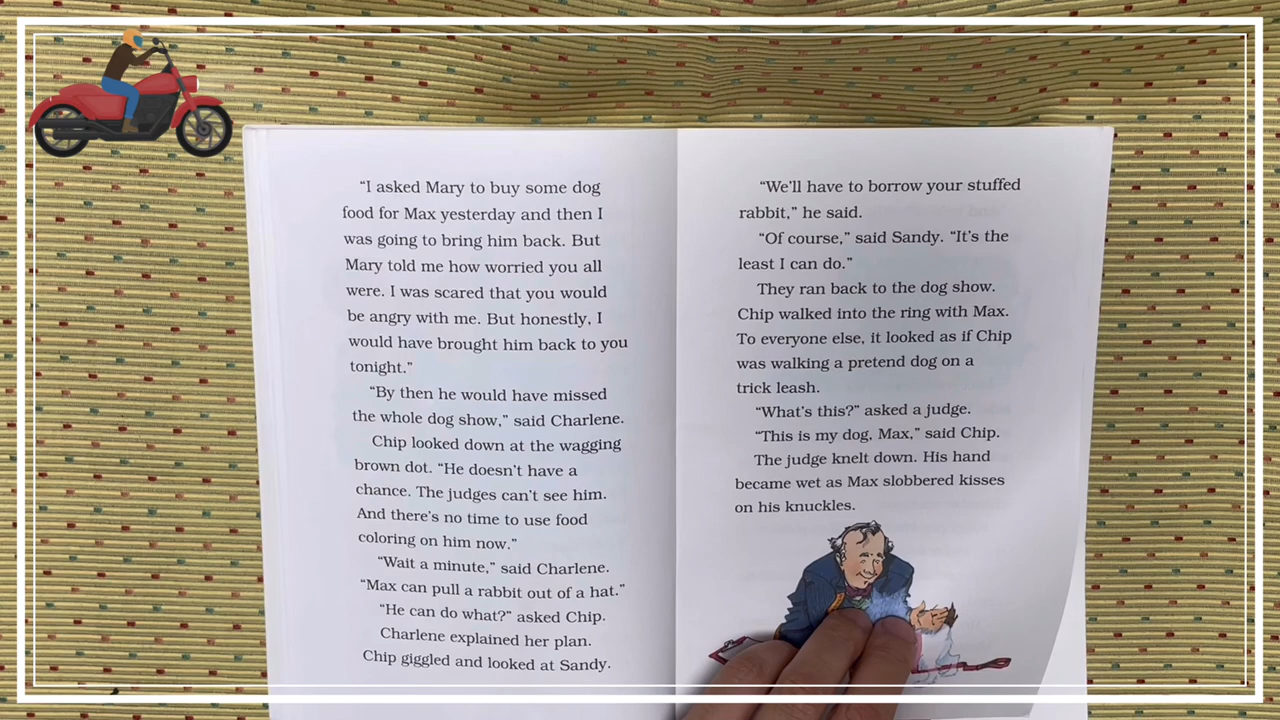 “I asked Mary to buy some dog
food for Max yesterday and then I
was going to bring him back. But
Mary told me how worried you all
were. I was scared that you would
be angry with me. But honestly, I
would have brought him back to you
tonight.”
“By then he would have missed
the whole dog show,” said Charlene.
Chip looked down at the wagging
brown dot. “He doesn’t have a
chance. The judges can’t see him.
And there’s no time to use food
coloring on him now.”
“Wait a minute,” said Charlene.
“Max can pull a rabbit out of a hat.”
“He can do what?” asked Chip.
Charlene explained her plan.
Chip giggled and looked at Sandy.
“We’ll have to borrow your stuffed
rabbit,” he said.
“Of course,” said Sandy. “It’s the
least I can do.”
They ran back to the dog show.
Chip walked into the ring with Max.
To everyone else, it looked as if Chip
was walking a pretend dog on a
trick leash.
“What’s this?” asked a judge.
“This is my dog, Max,” said Chip.
The judge knelt down. His hand
became wet as Max slobbered kisses
on his knuckles.